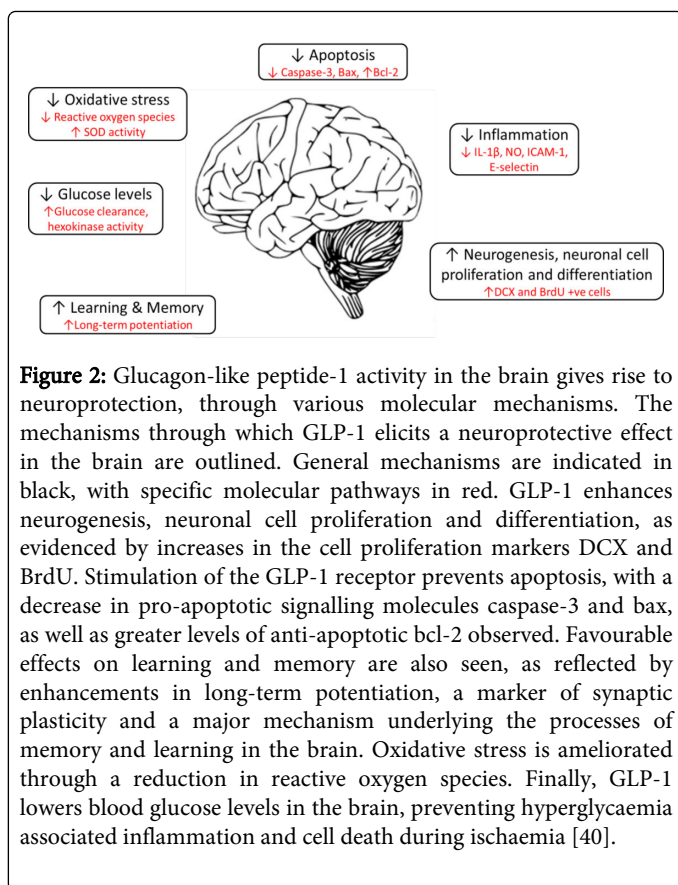 ↓ Apoptosis
↓ Caspase-3, Bax, ↑Bcl-2
↓ Oxidative stress
↓ Reactive oxygen species
↑ SOD activity
↓ Inflammation
↓ IL-1β, NO, ICAM-1,
E-selectin
↓ Glucose levels
↑Glucose clearance,
hexokinase activity
↑ Neurogenesis, neuronal cell
proliferation and differentiation
↑DCX and BrdU +ve cells
↑ Learning & Memory
↑Long-term potentiation
Figure 2: Glucagon-like peptide-1 activity in the brain gives rise to
neuroprotection, through various molecular mechanisms. The
mechanisms through which GLP-1 elicits a neuroprotective effect
in the brain are outlined. General mechanisms are indicated in
black, with specific molecular pathways in red. GLP-1 enhances
neurogenesis, neuronal cell proliferation and differentiation, as
evidenced by increases in the cell proliferation markers DCX and
BrdU. Stimulation of the GLP-1 receptor prevents apoptosis, with a
decrease in pro-apoptotic signalling molecules caspase-3 and bax,
as well as greater levels of anti-apoptotic bcl-2 observed. Favourable
effects on learning and memory are also seen, as reflected by
enhancements in long-term potentiation, a marker of synaptic
plasticity and a major mechanism underlying the processes of
memory and learning in the brain. Oxidative stress is ameliorated
through a reduction in reactive oxygen species. Finally, GLP-1
lowers blood glucose levels in the brain, preventing hyperglycaemia
associated inflammation and cell death during ischaemia [40].